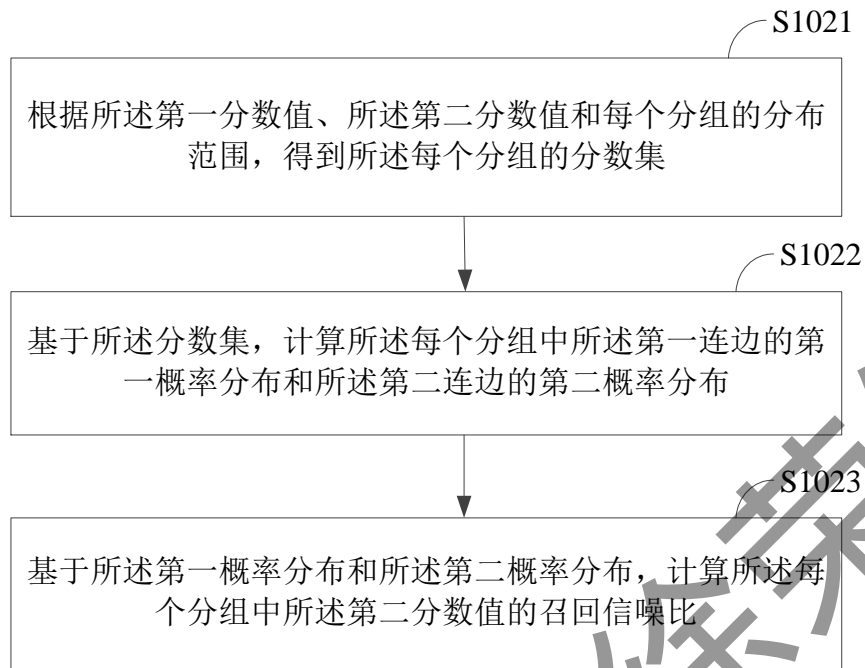 S1021
根据所述第一分数值、所述第二分数值和每个分组的分布
范围，得到所述每个分组的分数集
S1022
基于所述分数集，计算所述每个分组中所述第一连边的第
一概率分布和所述第二连边的第二概率分布
S1023
基于所述第一概率分布和所述第二概率分布，计算所述每
个分组中所述第二分数值的召回信噪比
徐荣